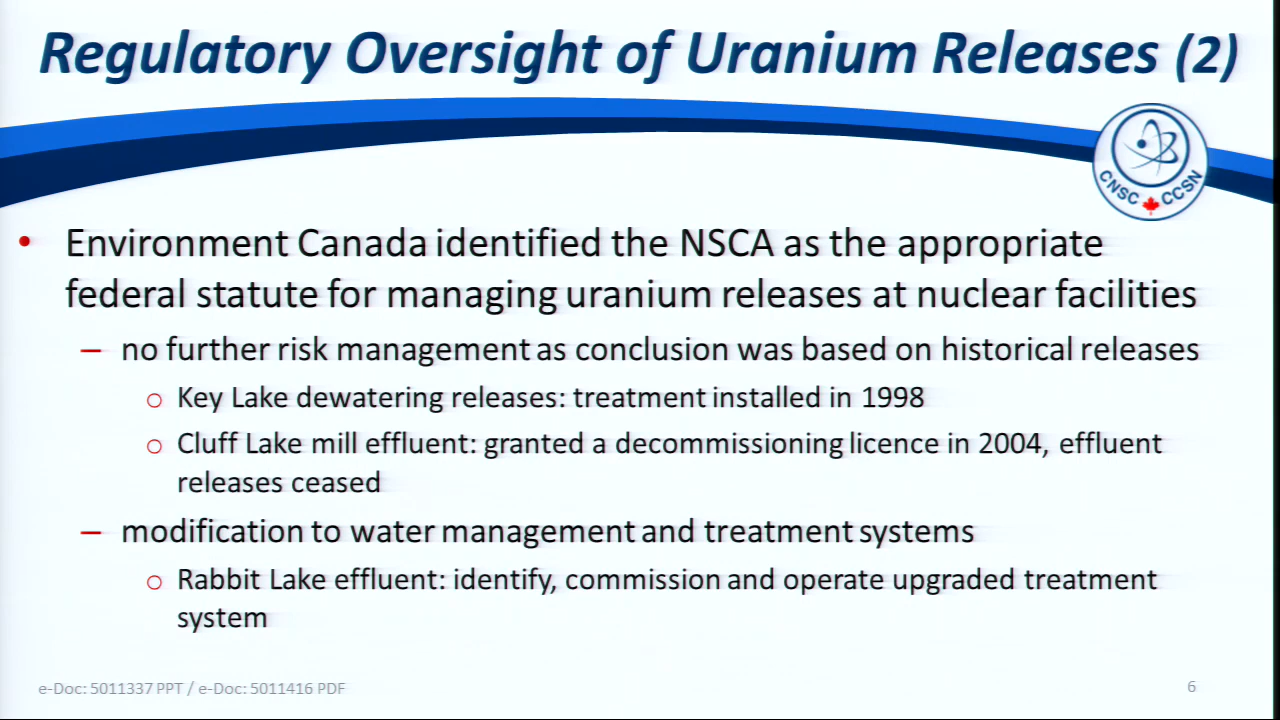 Regulatory Oversight of Uranium Releases (2)
CNSC CCSN
• Environment Canada identified the NSCA as the appropriate
federal statute for managing uranium releases at nuclear facilities
– no further risk management as conclusion was based on historical releases
○ Key Lake dewatering releases: treatment installed in 1998
○ Cluff Lake mill effluent: granted a decommissioning licence in 2004, effluent
releases ceased
– modification to water management and treatment systems
○ Rabbit Lake effluent: identify, commission and operate upgraded treatment
system
e-Doc: 5011337 PPT / e-Doc: 5011416 PDF
6